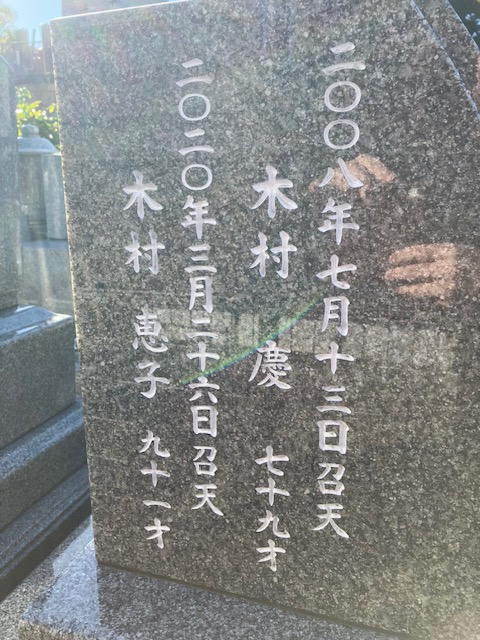 二〇〇八年七月十三日召天
木村 慶 七十九才
二〇二〇年三月二十六日召天
木村 恵子 九十一才